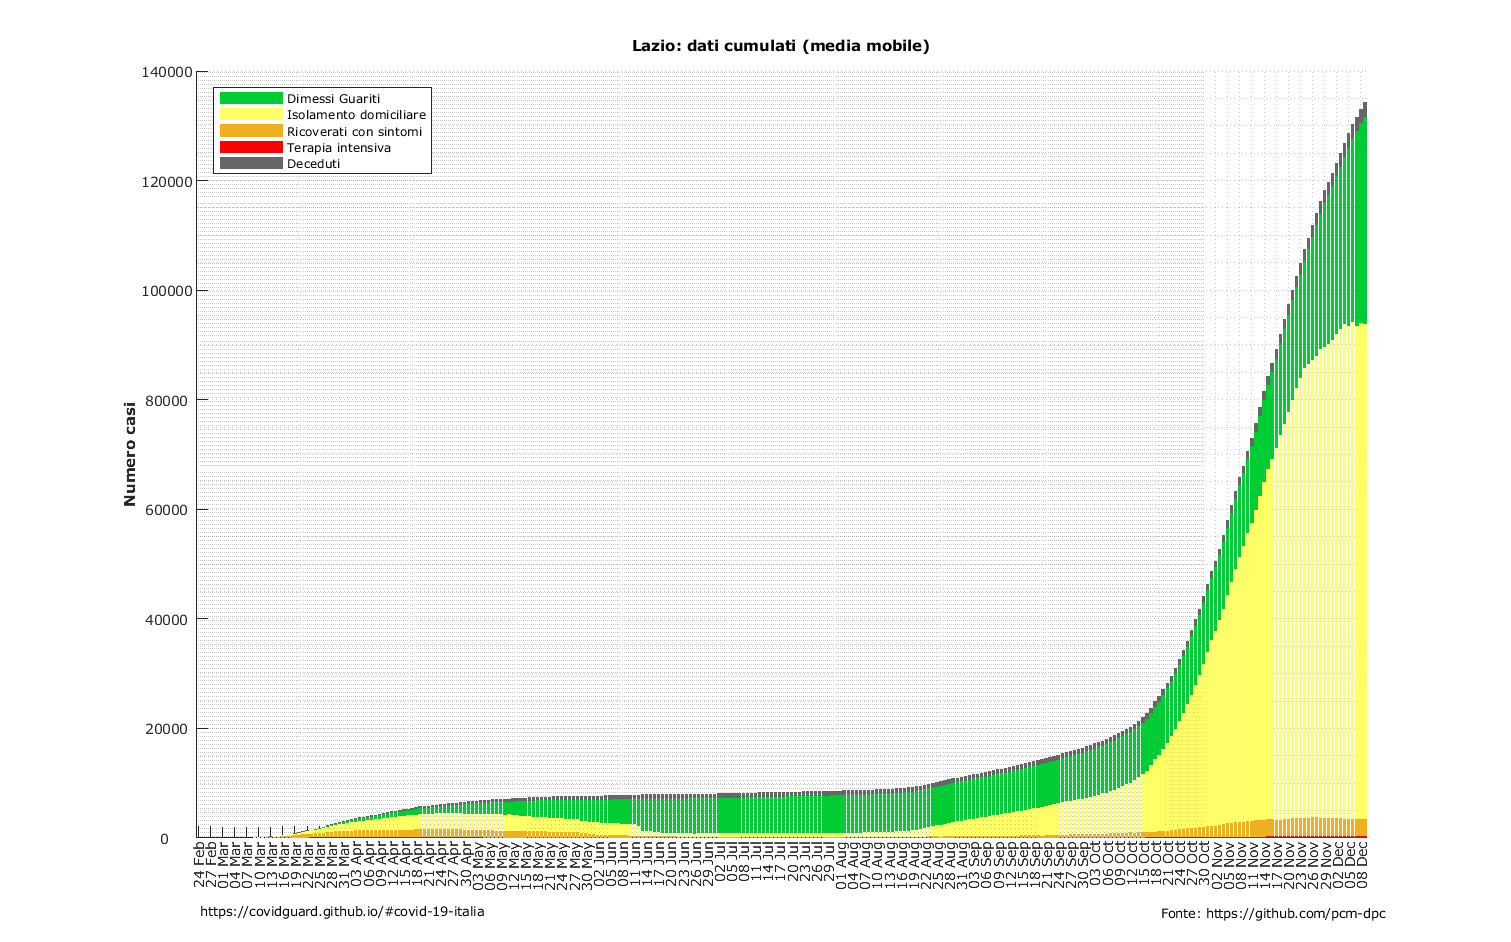 Lazio: dati cumulati (media mobile)
140000
120000
100000
80000
60000
40000
20000
0
Numero casi
Dimessi Guariti
Isolamento domiciliare
Ricoverati con sintomi
Terapia intensiva
Deceduti
24 Feb
27 Feb
01 Mar
04 Mar
07 Mar
10 Mar
13 Mar
16 Mar
19 Mar
22 Mar
25 Mar
28 Mar
31 Mar
03 Apr
06 Apr
09 Apr
12 Apr
15 Apr
18 Apr
21 Apr
24 Apr
27 Apr
30 Apr
03 May
06 May
09 May
12 May
15 May
18 May
21 May
24 May
27 May
30 May
02 Jun
05 Jun
08 Jun
11 Jun
14 Jun
17 Jun
20 Jun
23 Jun
26 Jun
29 Jun
02 Jul
05 Jul
08 Jul
11 Jul
14 Jul
17 Jul
20 Jul
23 Jul
26 Jul
29 Jul
01 Aug
04 Aug
07 Aug
10 Aug
13 Aug
16 Aug
19 Aug
22 Aug
25 Aug
28 Aug
31 Aug
03 Sep
06 Sep
09 Sep
12 Sep
15 Sep
18 Sep
21 Sep
24 Sep
27 Sep
30 Sep
03 Oct
06 Oct
09 Oct
12 Oct
15 Oct
18 Oct
21 Oct
24 Oct
27 Oct
30 Oct
02 Nov
05 Nov
08 Nov
11 Nov
14 Nov
17 Nov
20 Nov
23 Nov
26 Nov
29 Nov
02 Dec
05 Dec
08 Dec
https://covidguard.github.io/#covid-19-italia
Fonte: https://github.com/pcm-dpc